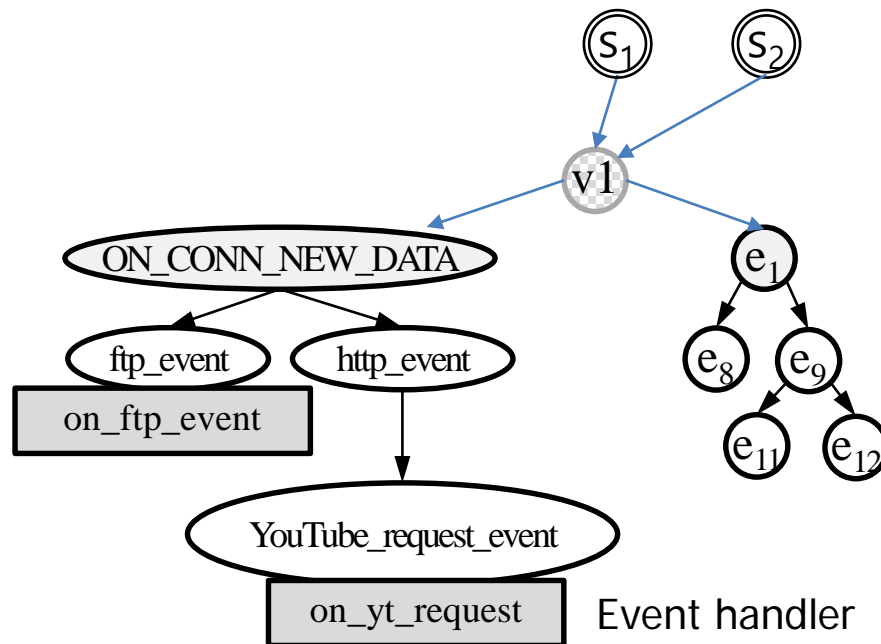 s₁ s₂
v1
ON_CONN_NEW_DATA e₁
ftp_event http_event e₈ e₉
on_ftp_event e₁₁ e₁₂
YouTube_request_event
on_yt_request Event handler